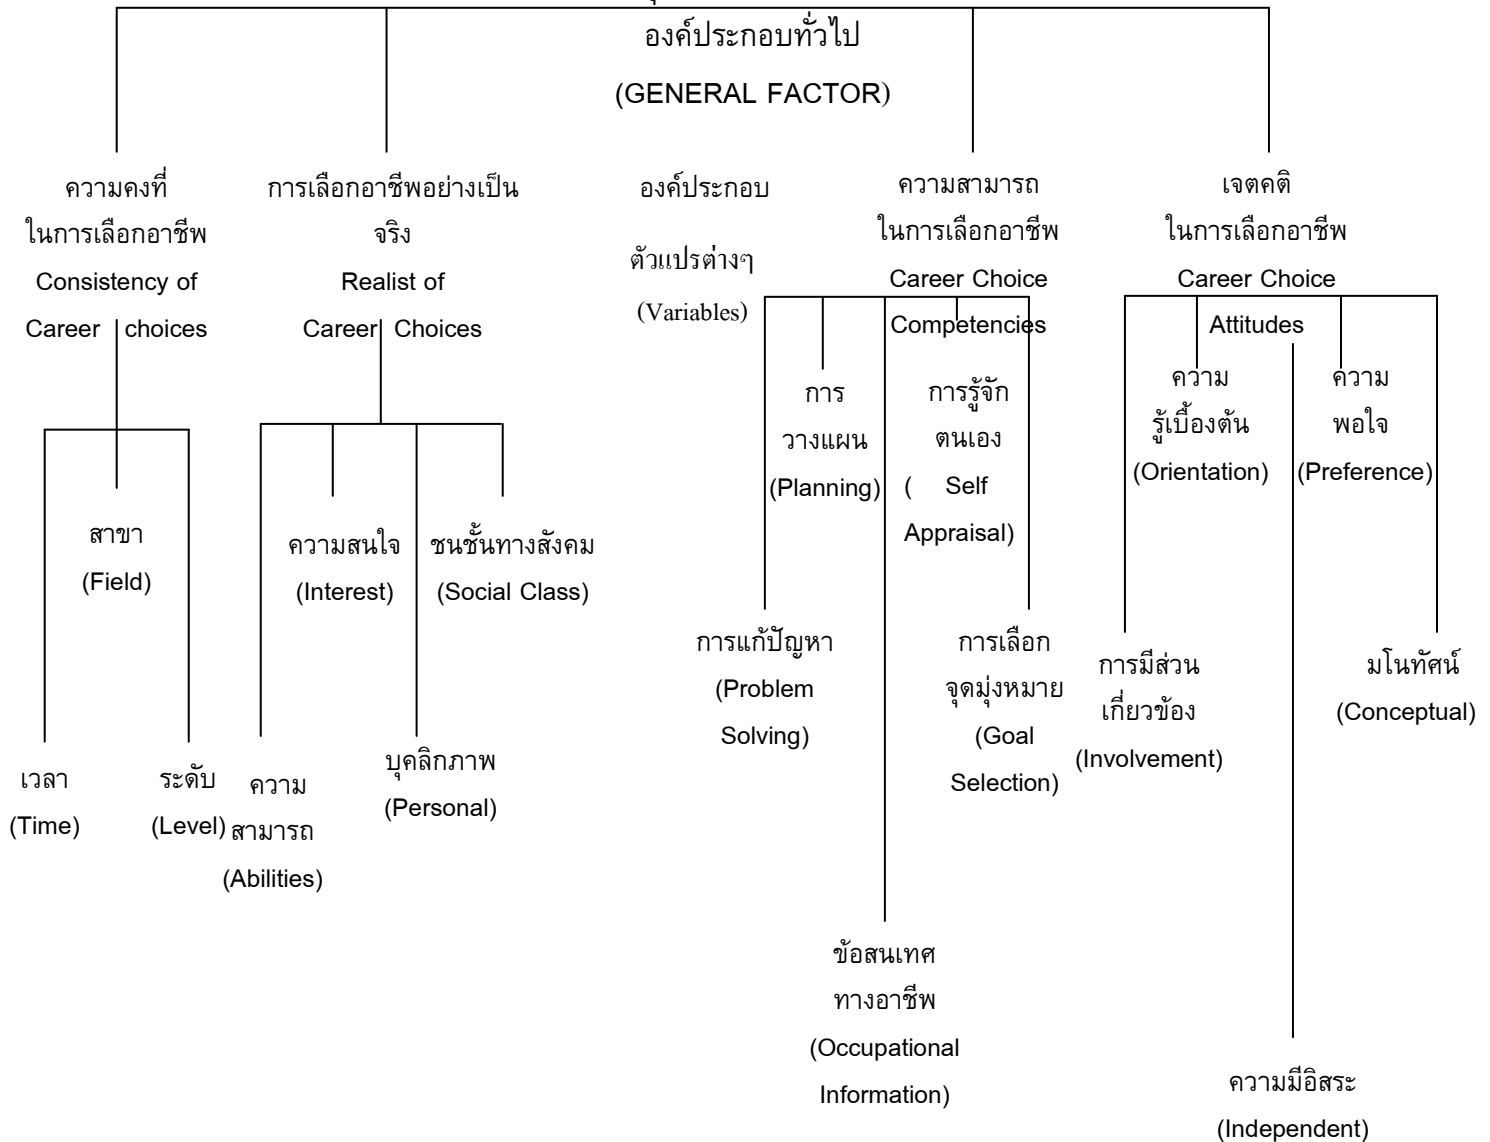 องค์ประกอบทั่วไป
(GENERAL FACTOR)
ความคงที่
ในการเลือกอาชีพ
Consistency of
Career choices
การเลือกอาชีพอย่างเป็น
จริง
Realist of
Career Choices
องค์ประกอบ
ตัวแปรต่างๆ
(Variables)
ความสามารถ
ในการเลือกอาชีพ
Career Choice
Competencies
เจตคติ
ในการเลือกอาชีพ
Career Choice
Attitudes
การ
วางแผน
(Planning)
การรู้จัก
ตนเอง
( Self
Appraisal)
ความ
รู้เบื้องต้น
(Orientation)
ความ
พอใจ
(Preference)
สาขา
(Field)
ความสนใจ
(Interest)
ชนชั้นทางสังคม
(Social Class)
การแก้ปัญหา
(Problem
Solving)
การเลือก
จุดมุ่งหมาย
(Goal
Selection)
การมีส่วน
เกี่ยวข้อง
(Involvement)
มโนทัศน์
(Conceptual)
เวลา
(Time)
ระดับ
(Level)
ความ
สามารถ
(Abilities)
บุคลิกภาพ
(Personal)
ข้อสนเทศ
ทางอาชีพ
(Occupational
Information)
ความมีอิสระ
(Independent)